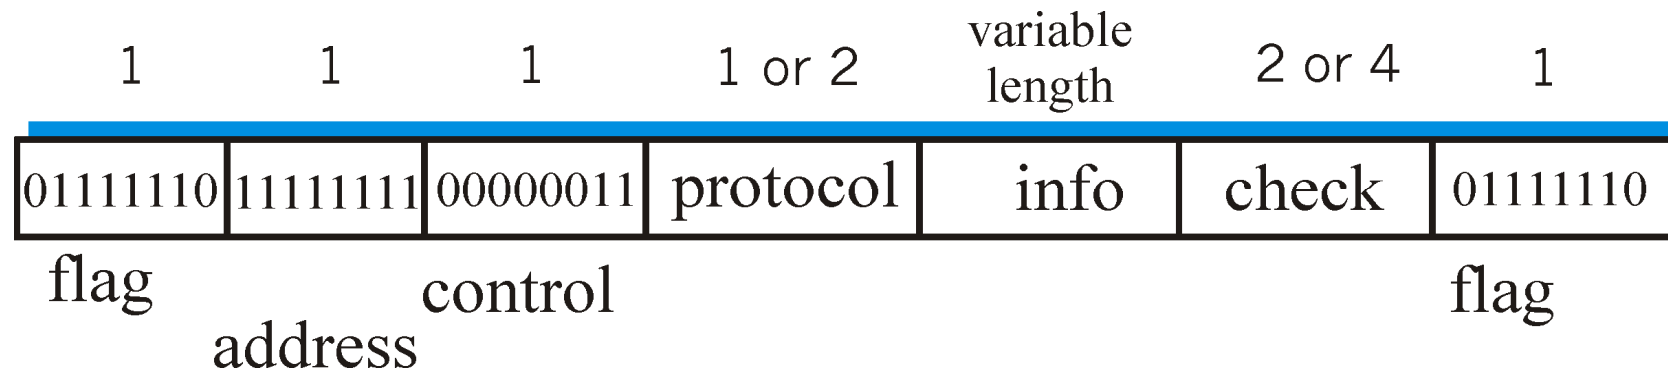 variable
1 1 1 1 or 2 length 2 or 4 1
01111110 11111111 00000011 protocol info check 01111110
flag control flag
address